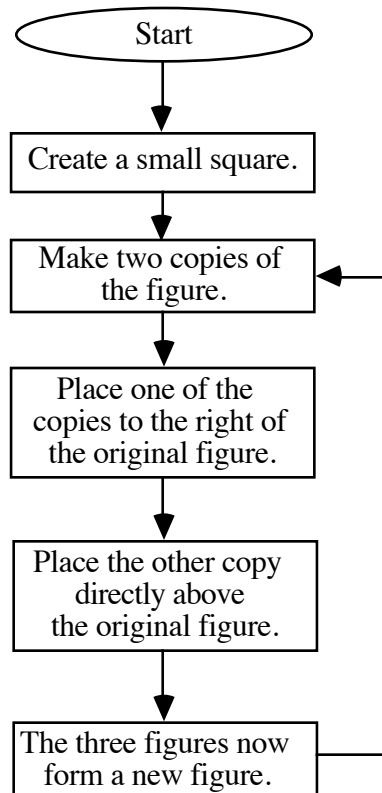 Start
Create a small square.
Make two copies of
the figure.
Place one of the
copies to the right of
the original figure.
Place the other copy
directly above
the original figure.
The three figures now
form a new figure.